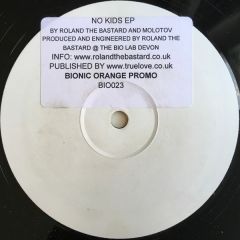 NO KIDS EP
BY ROLAND THE BASTARD AND MOLOTOV
PRODUCED AND ENGINEERED BY ROLAND THE
BASTARD @ THE BIO LAB DEVON
INFO: www.rolandthebastard.co.uk
PUBLISHED BY www.truelove.co.uk
BIONIC ORANGE PROMO
BIO023